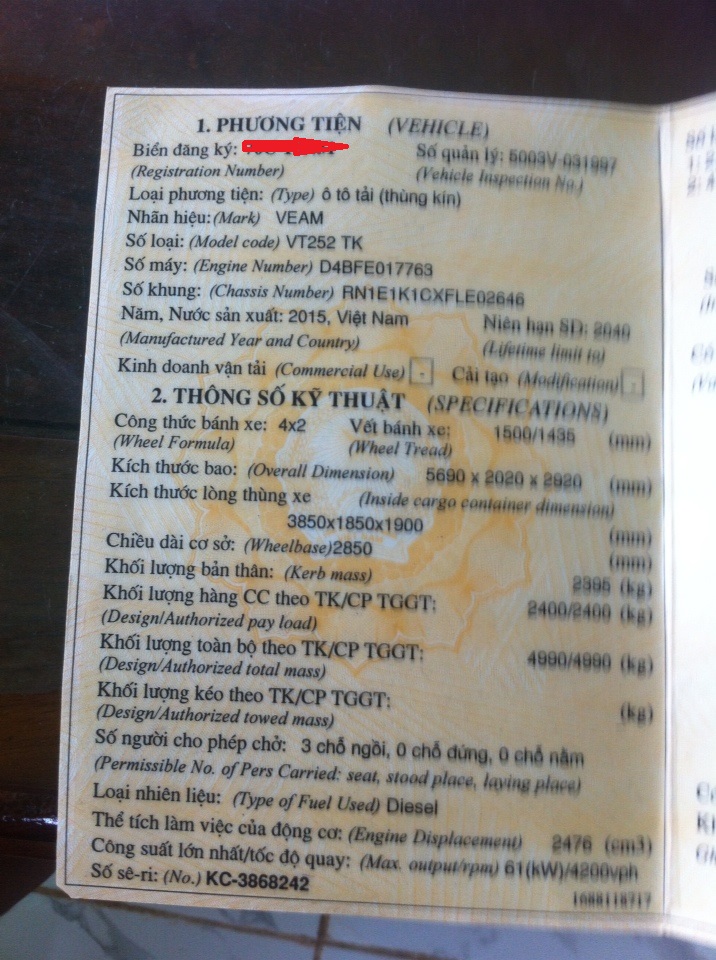 1. PHƯƠNG TIỆN (VEHICLE)
Biển đăng ký: Số quản lý: 5003V-031997
(Registration Number) (Vehicle Inspection No.)
Loại phương tiện: (Type) ô tô tải (thùng kín)
Nhãn hiệu: (Mark) VEAM
Số loại: (Model code) VT252 TK
Số máy: (Engine Number) D4BFE017763
Số khung: (Chassis Number) RN1E1K1CXFLE02646
Năm, Nước sản xuất: 2015, Việt Nam Niên hạn SD: 2040
(Manufactured Year and Country) (Lifetime limit to)
Kinh doanh vận tải (Commercial Use) - Cải tạo (Modification) -
2. THÔNG SỐ KỸ THUẬT (SPECIFICATIONS)
Công thức bánh xe: 4x2 Vết bánh xe: 1500/1435 (mm)
(Wheel Formula) (Wheel Tread)
Kích thước bao: (Overall Dimension) 5690 x 2020 x 2920 (mm)
Kích thước lòng thùng xe (Inside cargo container dimension)
3850x1850x1900 (mm)
Chiều dài cơ sở: (Wheelbase)2850 (mm)
Khối lượng bản thân: (Kerb mass) 2395 (kg)
Khối lượng hàng CC theo TK/CP TGGT: 2400/2400 (kg)
(Design/Authorized pay load)
Khối lượng toàn bộ theo TK/CP TGGT: 4990/4990 (kg)
(Design/Authorized total mass)
Khối lượng kéo theo TK/CP TGGT: (kg)
(Design/Authorized towed mass)
Số người cho phép chở: 3 chỗ ngồi, 0 chỗ đứng, 0 chỗ nằm
(Permissible No. of Pers Carried: seat, stood place, laying place)
Loại nhiên liệu: (Type of Fuel Used) Diesel
Thể tích làm việc của động cơ: (Engine Displacement) 2476 (cm3)
Công suất lớn nhất/tốc độ quay: (Max. output/rpm) 61(kW)/4200vph
Số sê-ri: (No.) KC-3868242
1688118717